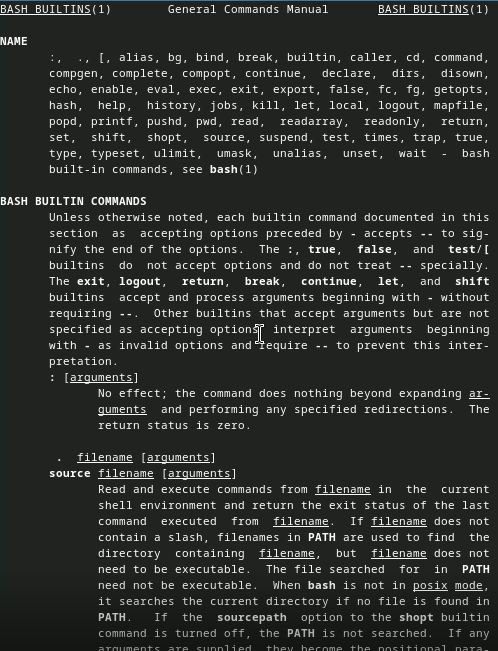 BASH_BUILTINS(1) General Commands Manual BASH_BUILTINS(1)
NAME
:, ., [, alias, bg, bind, break, builtin, caller, cd, command,
compgen, complete, compopt, continue, declare, dirs, disown,
echo, enable, eval, exec, exit, export, false, fc, fg, getopts,
hash, help, history, jobs, kill, let, local, logout, mapfile,
popd, printf, pushd, pwd, read, readarray, readonly, return,
set, shift, shopt, source, suspend, test, times, trap, true,
type, typeset, ulimit, umask, unalias, unset, wait - bash
built-in commands, see bash(1)
BASH BUILTIN COMMANDS
Unless otherwise noted, each builtin command documented in this
section as accepting options preceded by - accepts -- to sig-
nify the end of the options. The :, true, false, and test/[
builtins do not accept options and do not treat -- specially.
The exit, logout, return, break, continue, let, and shift
builtins accept and process arguments beginning with - without
requiring --. Other builtins that accept arguments but are not
specified as accepting options interpret arguments beginning
with - as invalid options and require -- to prevent this inter-
pretation.
: [arguments]
No effect; the command does nothing beyond expanding ar-
guments and performing any specified redirections. The
return status is zero.
. filename [arguments]
source filename [arguments]
Read and execute commands from filename in the current
shell environment and return the exit status of the last
command executed from filename. If filename does not
contain a slash, filenames in PATH are used to find the
directory containing filename, but filename does not
need to be executable. The file searched for in PATH
need not be executable. When bash is not in posix mode,
it searches the current directory if no file is found in
PATH. If the sourcepath option to the shopt builtin
command is turned off, the PATH is not searched. If any
arguments are supplied, they become the positional para-